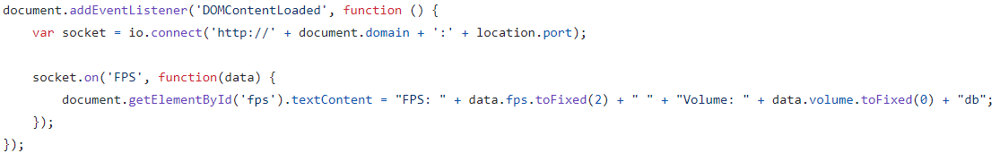 document.addEventListener('DOMContentLoaded', function () {
    var socket = io.connect('http://' + document.domain + ':' + location.port);

    socket.on('FPS', function(data) {
        document.getElementById('fps').textContent = "FPS: " + data.fps.toFixed(2) + " " + "Volume: " + data.volume.toFixed(0) + "db";
    });
});